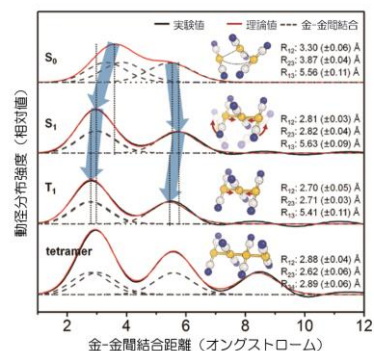 実験値 理論値 金-金間結合
S0
R12: 3.30 (±0.06) Å
R23: 3.87 (±0.04) Å
R13: 5.56 (±0.11) Å
S1
R12: 2.81 (±0.03) Å
R23: 2.82 (±0.04) Å
R13: 5.63 (±0.09) Å
T1
R12: 2.70 (±0.05) Å
R23: 2.71 (±0.03) Å
R13: 5.41 (±0.11) Å
tetramer
R12: 2.88 (±0.04) Å
R23: 2.62 (±0.06) Å
2.89 (±0.06) Å
動径分布強度（相対値）
2 4 6 8 10 12
金-金間結合距離（オングストローム）